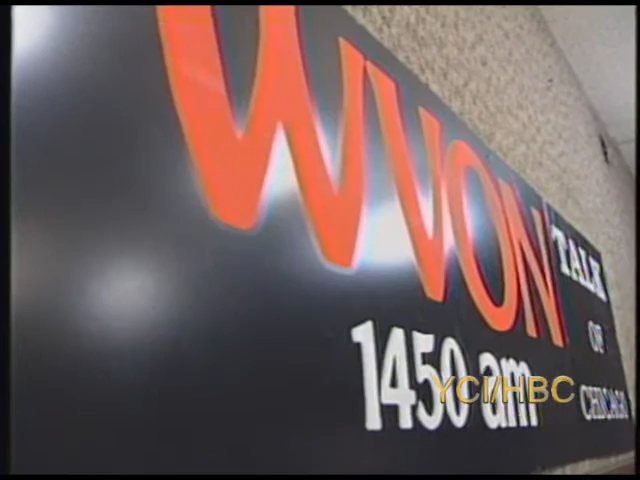 WVON
TALK
OF
CHICAGO
1450 am
YCI/HBC